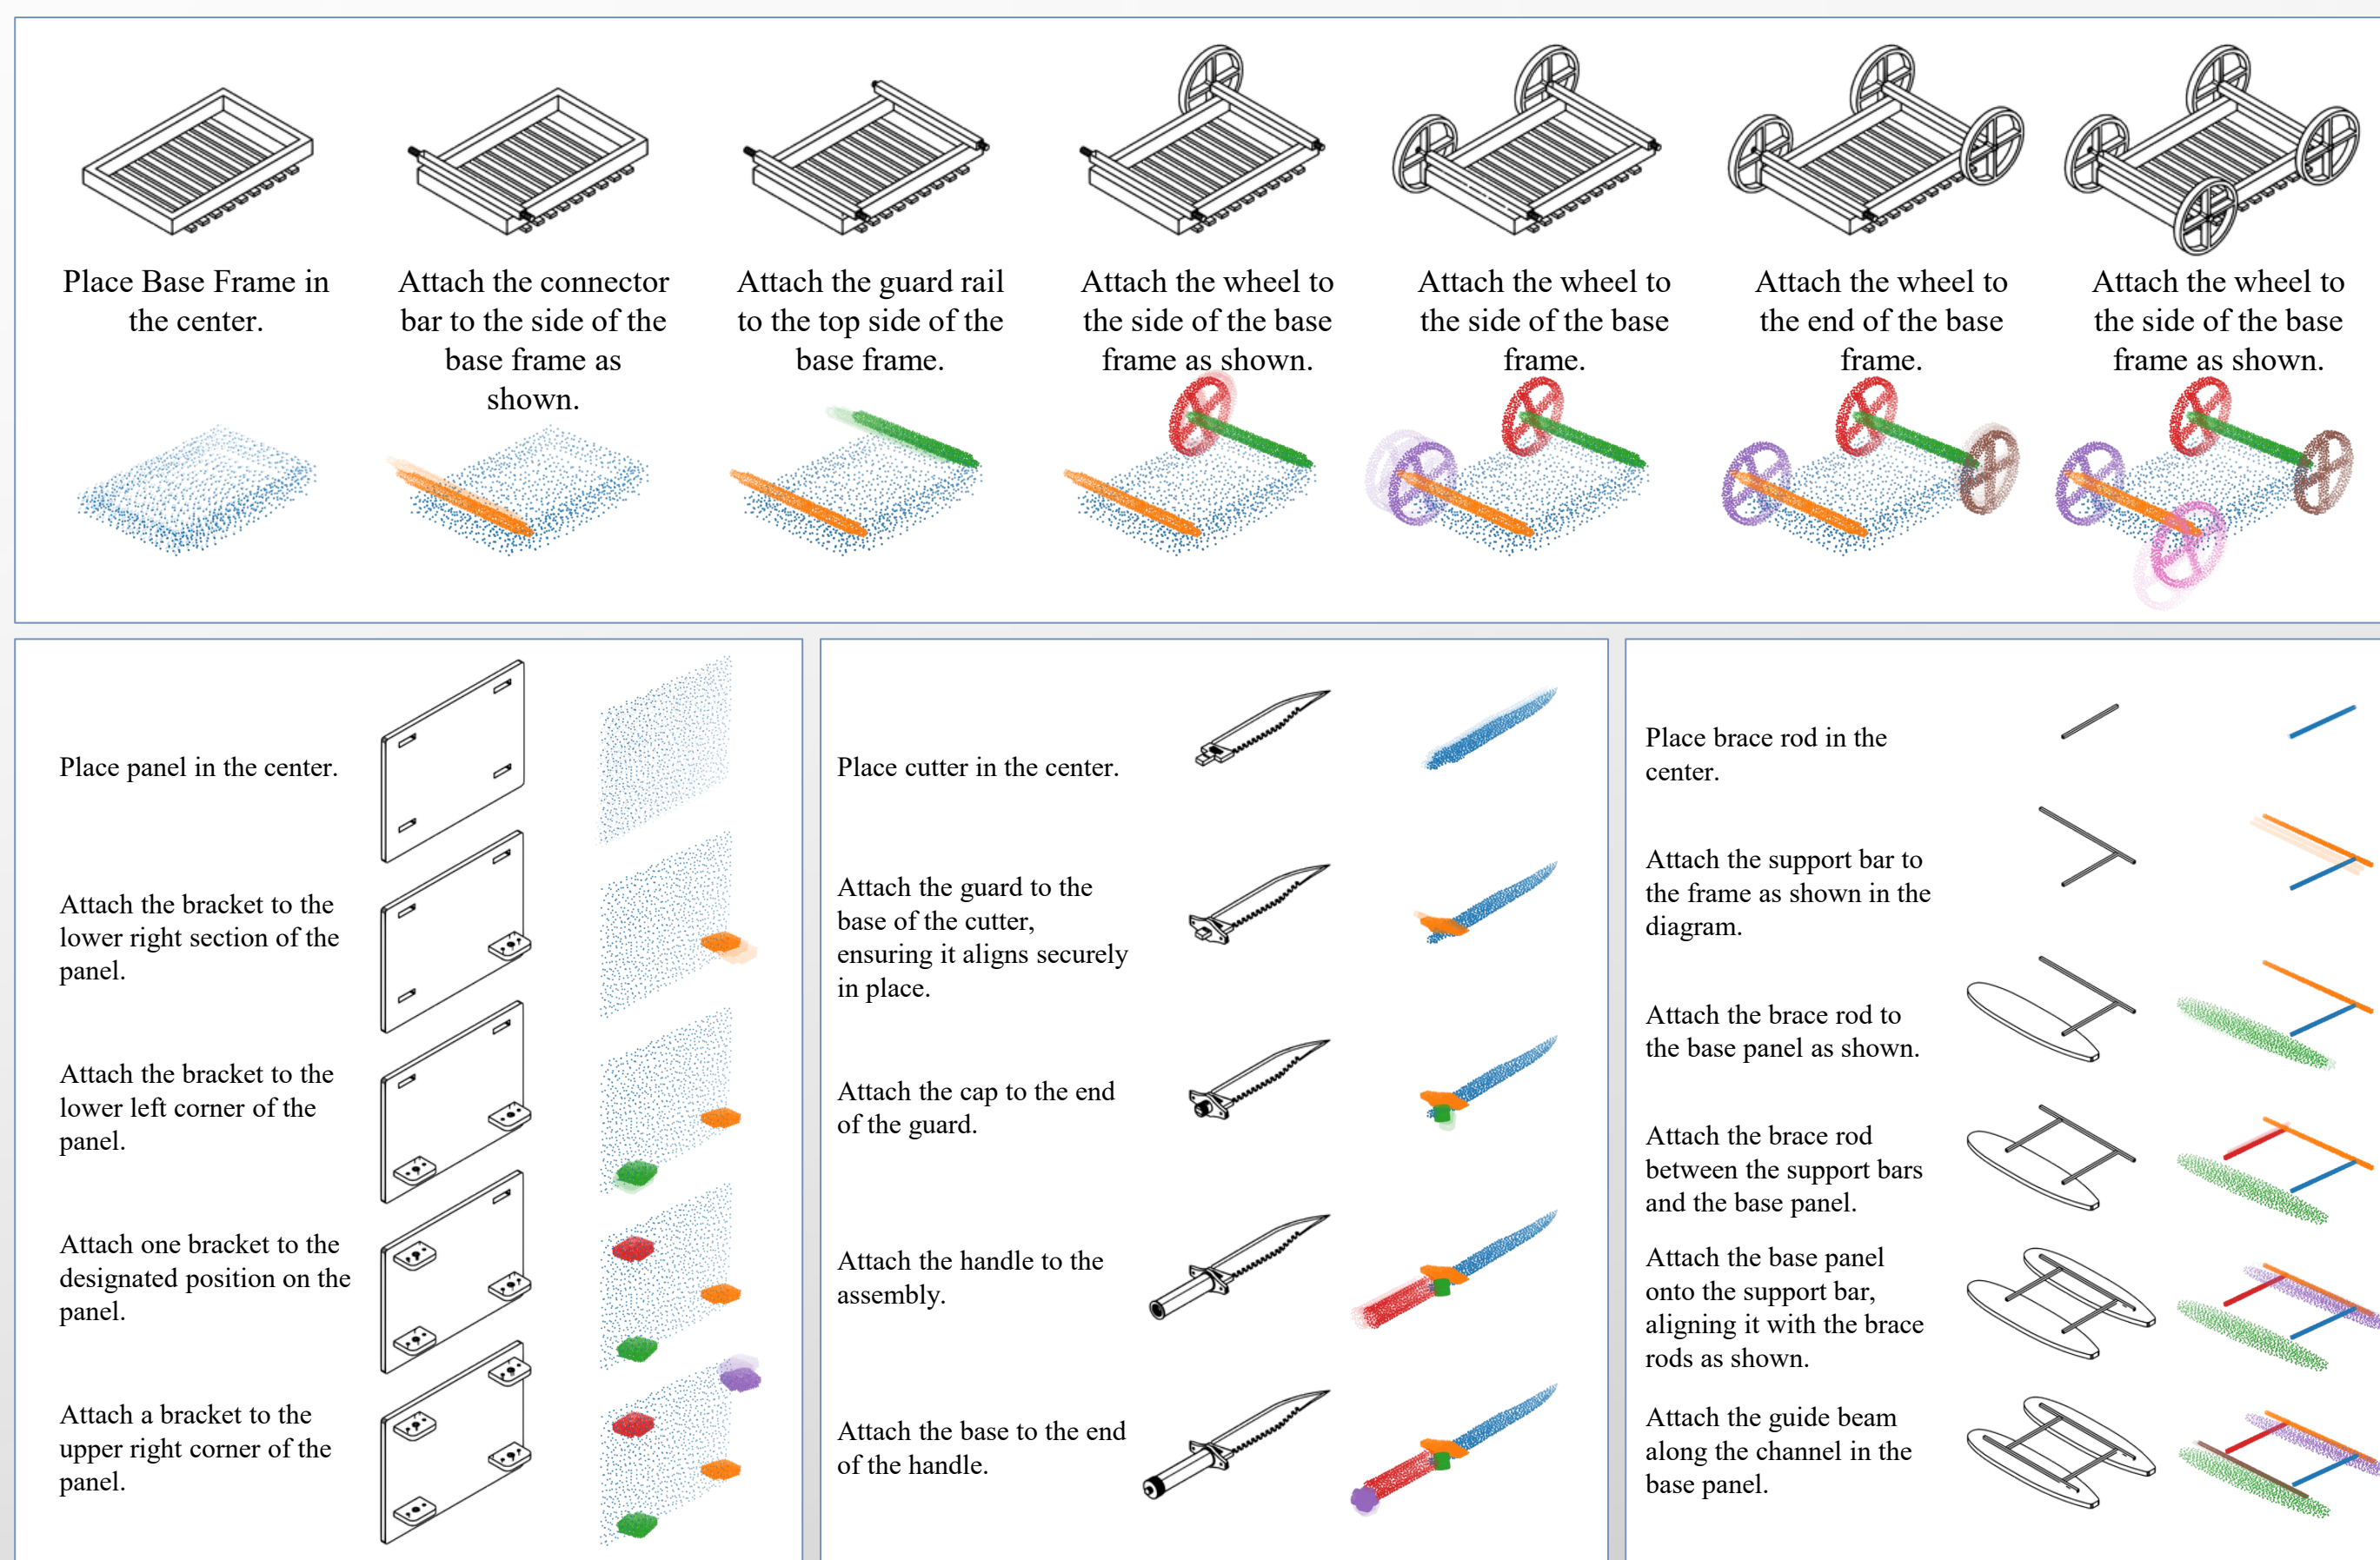 Place Base Frame in
the center.
Attach the connector
bar to the side of the
base frame as
shown.
Attach the guard rail
to the top side of the
base frame.
Attach the wheel to
the side of the base
frame as shown.
Attach the wheel to
the side of the base
frame.
Attach the wheel to
the end of the base
frame.
Attach the wheel to
the side of the base
frame as shown.
Place panel in the center.
Attach the bracket to the
lower right section of the
panel.
Attach the bracket to the
lower left corner of the
panel.
Attach one bracket to the
designated position on the
panel.
Attach a bracket to the
upper right corner of the
panel.
Place cutter in the center.
Attach the guard to the
base of the cutter,
ensuring it aligns securely
in place.
Attach the cap to the end
of the guard.
Attach the handle to the
assembly.
Attach the base to the end
of the handle.
Place brace rod in the
center.
Attach the support bar to
the frame as shown in the
diagram.
Attach the brace rod to
the base panel as shown.
Attach the brace rod
between the support bars
and the base panel.
Attach the base panel
onto the support bar,
aligning it with the brace
rods as shown.
Attach the guide beam
along the channel in the
base panel.